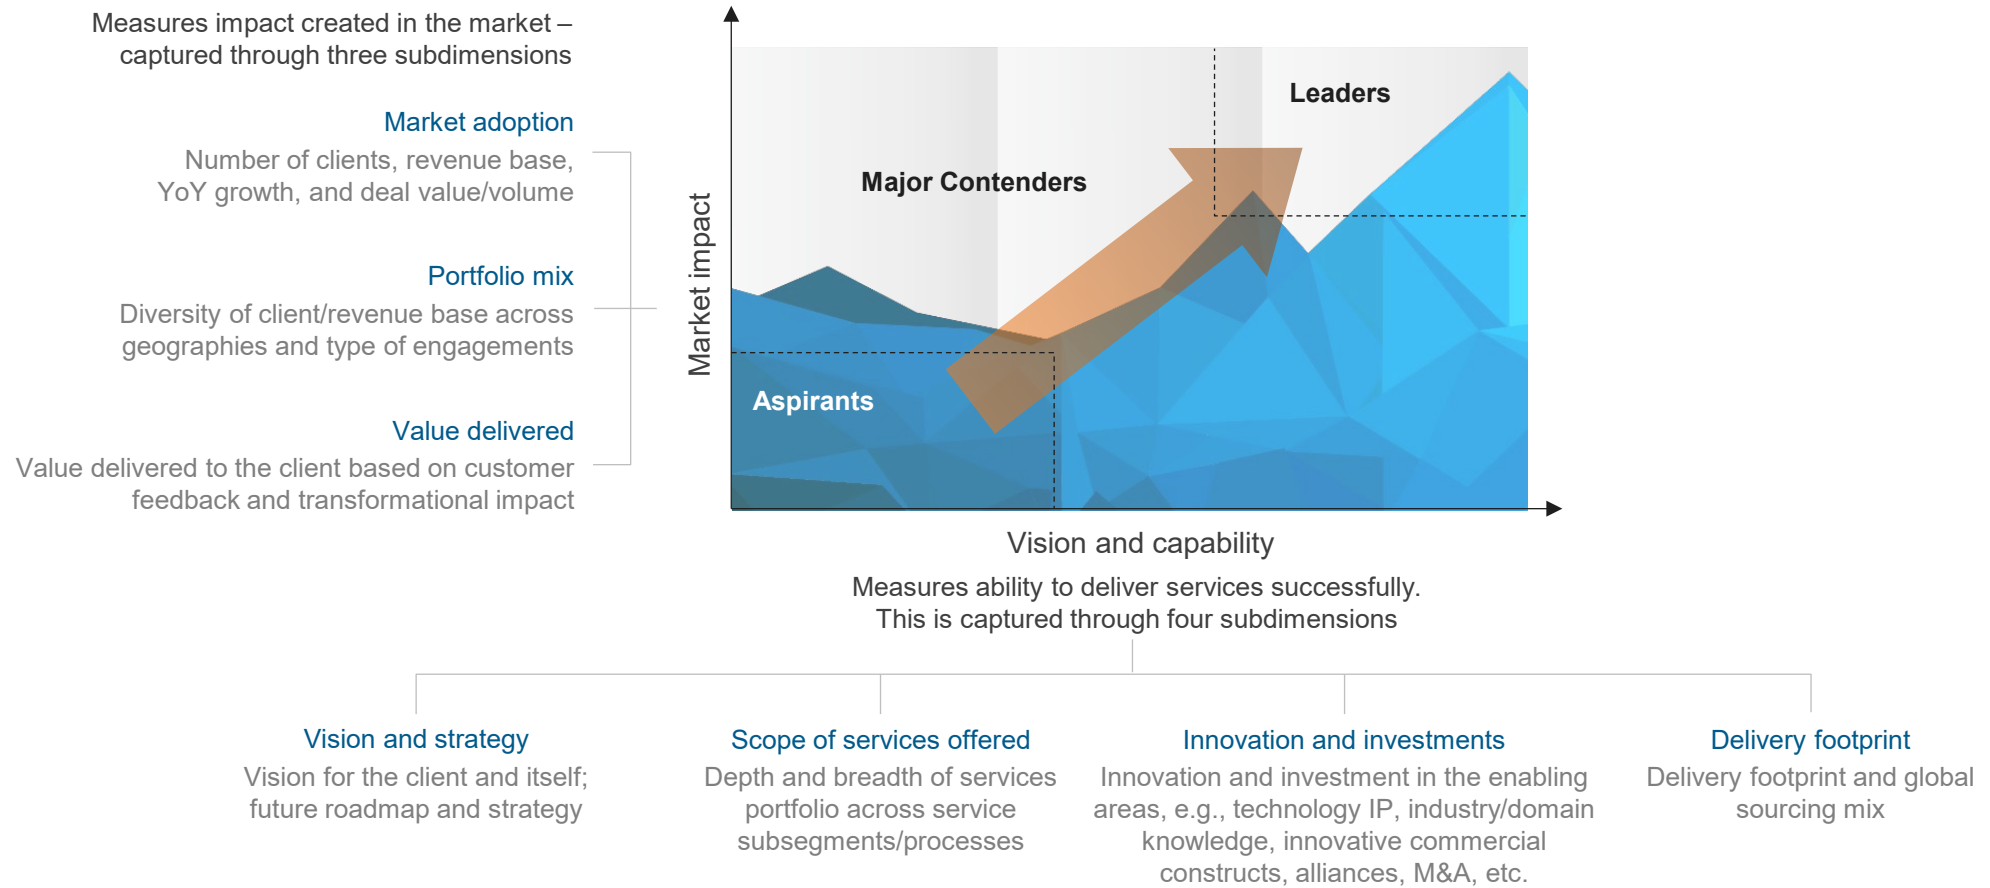 Measures impact created in the market –
captured through three subdimensions
Market adoption
Number of clients, revenue base,
YoY growth, and deal value/volume
Portfolio mix
Diversity of client/revenue base across
geographies and type of engagements
Value delivered
Value delivered to the client based on customer
feedback and transformational impact
Market impact
Leaders
Major Contenders
Aspirants
Vision and capability
Measures ability to deliver services successfully.
This is captured through four subdimensions
Vision and strategy
Vision for the client and itself;
future roadmap and strategy
Scope of services offered
Depth and breadth of services
portfolio across service
subsegments/processes
Innovation and investments
Innovation and investment in the enabling
areas, e.g., technology IP, industry/domain
knowledge, innovative commercial
constructs, alliances, M&A, etc.
Delivery footprint
Delivery footprint and global
sourcing mix